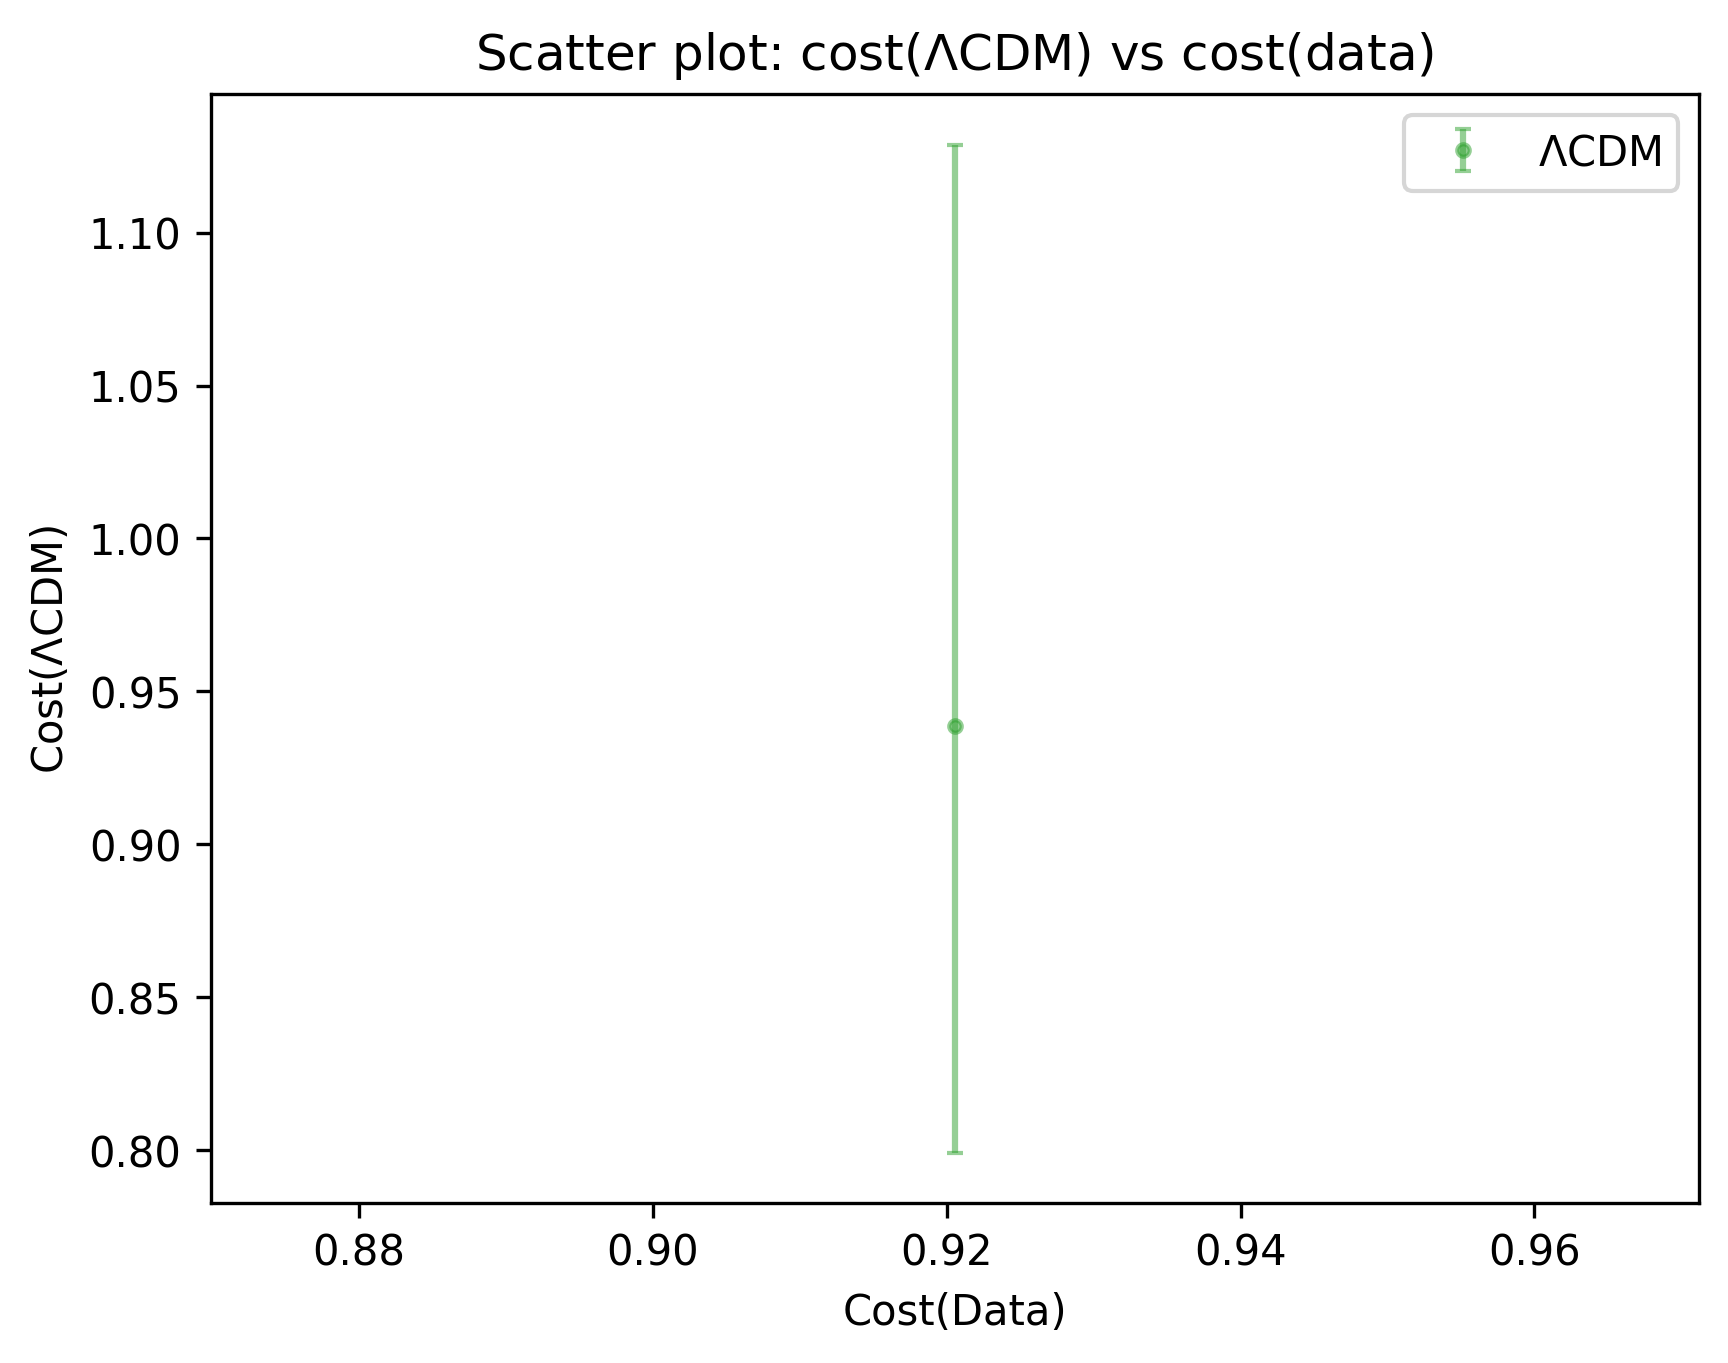 Scatter plot: cost(ΛCDM) vs cost(data)
ΛCDM
Cost(ΛCDM)
1.10
1.05
1.00
0.95
0.90
0.85
0.80
0.88 0.90 0.92 0.94 0.96
Cost(Data)